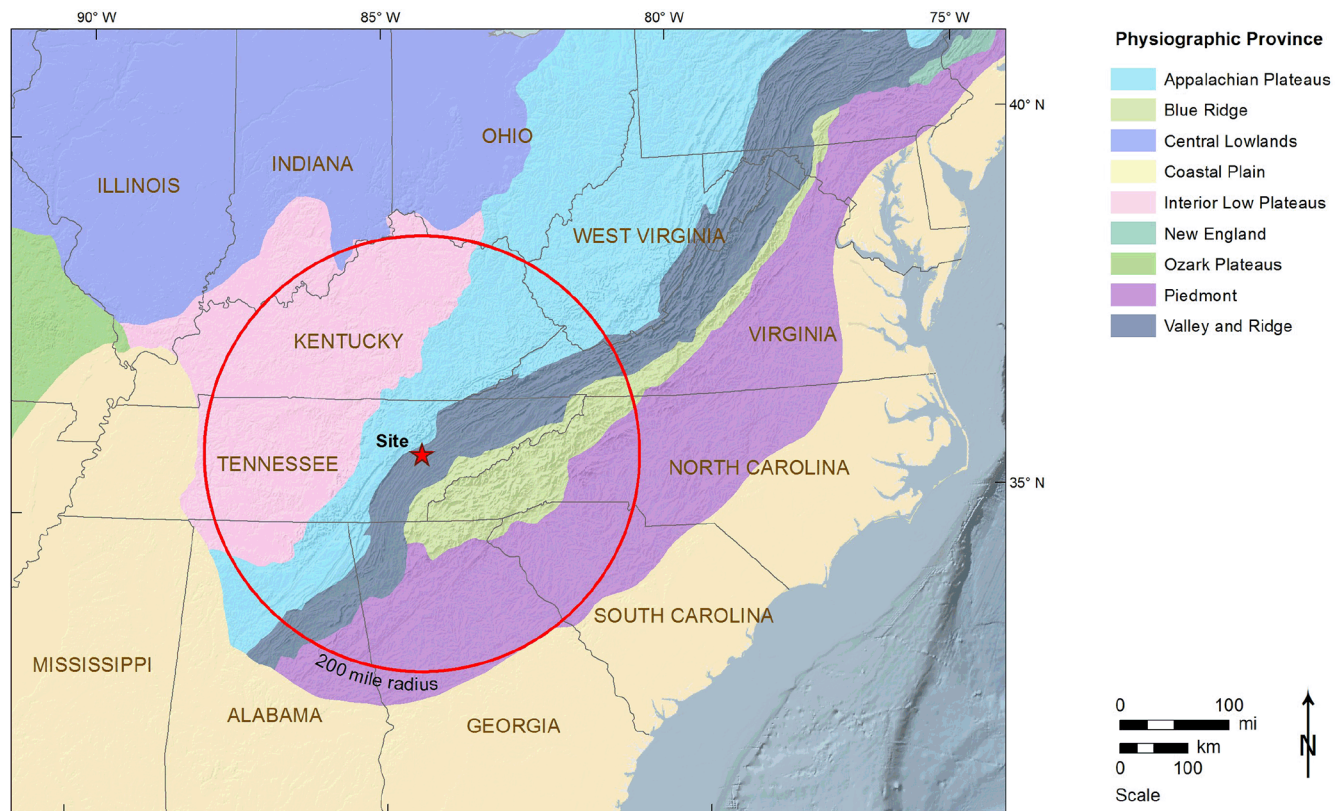 90° W 85° W 80° W 75° W
Physiographic Province
Appalachian Plateaus
Blue Ridge
Central Lowlands
Coastal Plain
Interior Low Plateaus
New England
Ozark Plateaus
Piedmont
Valley and Ridge
40° N
OHIO
INDIANA
ILLINOIS
WEST VIRGINIA
KENTUCKY
VIRGINIA
Site
TENNESSEE
NORTH CAROLINA
35° N
SOUTH CAROLINA
MISSISSIPPI
200 mile radius
ALABAMA
GEORGIA
0 100
mi
km
0 100
Scale
N